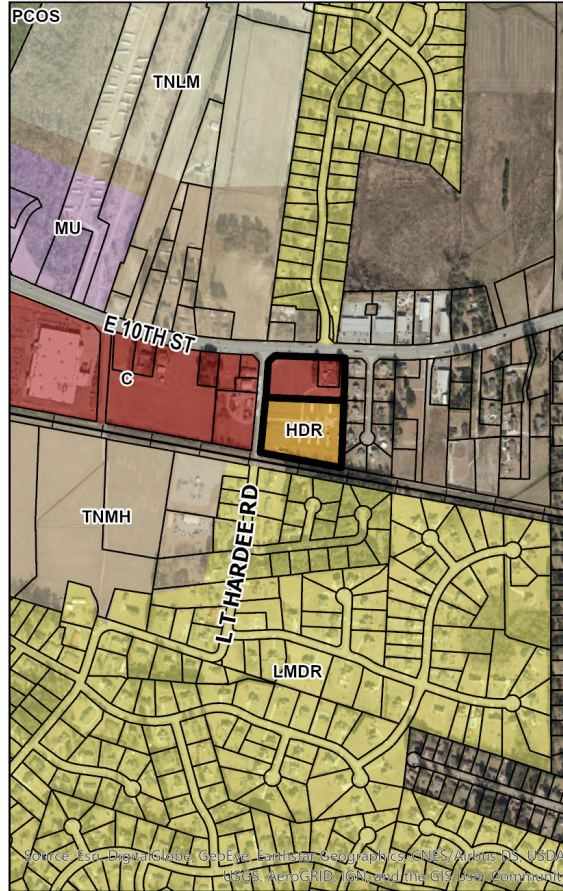 PCOS
TNLM
MU
E 10TH ST
C
HDR
TNMH
LT HARDEE RD
LMDR
Source: Esri, DigitalGlobe, GeoEye, Earthstar Geographics, CNES/Airbus DS, USDA
USGS, AeroGRID, IGN, and the GIS User Communit